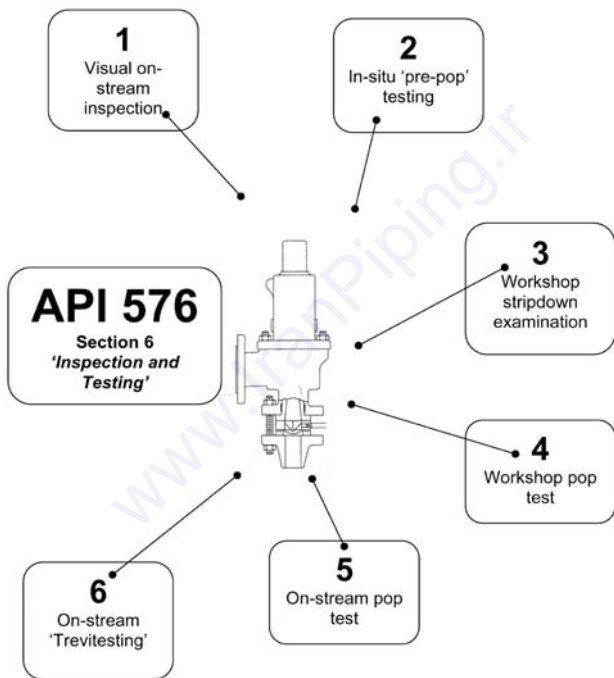 1
Visual on-
stream
inspection
2
In-situ ‘pre-pop’
testing
API 576
Section 6
‘Inspection and
Testing’
3
Workshop
stripdown
examination
4
Workshop pop
test
5
On-stream pop
test
6
On-stream
‘Trevitesting’
www.IranPiping.ir